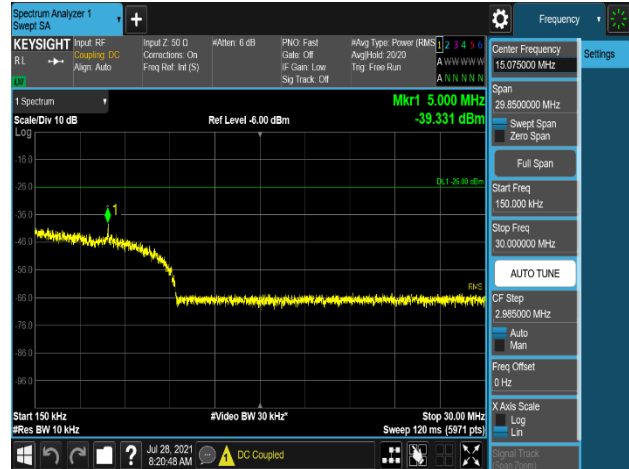 Spectrum Analyzer 1
Swept SA
Frequency
KEYSIGHT
Input: RF
Input Z: 50 Ω
#Atten: 6 dB
PNO: Fast
#Avg Type: Power (RMS
1 2 3 4 5 6
R L
Coupling: DC
Corrections: On
Gate: Off
Avg|Hold: 20/20
A W W W W W
Align: Auto
Freq Ref: Int (S)
IF Gain: Low
Trig: Free Run
Sig Track: Off
A N N N N N
Center Frequency
15.075000 MHz
Settings
Span
29.8500000 MHz
Swept Span
Zero Span
Full Span
Start Freq
150.000 kHz
Stop Freq
30.000000 MHz
AUTO TUNE
CF Step
2.985000 MHz
Auto
Man
Freq Offset
0 Hz
X Axis Scale
Log
Lin
Signal Track
(Span Zoom)
1 Spectrum
Mkr1 5.000 MHz
Scale/Div 10 dB
Ref Level -6.00 dBm
-39.331 dBm
Log
-16.0
DL1 -26.00 dBm
-26.0
1
-36.0
-46.0
-56.0
RMS
-66.0
-76.0
-86.0
-96.0
Start 150 kHz
#Video BW 30 kHz*
Stop 30.00 MHz
#Res BW 10 kHz
Sweep 120 ms (5971 pts)
?
Jul 28, 2021
8:20:48 AM
DC Coupled